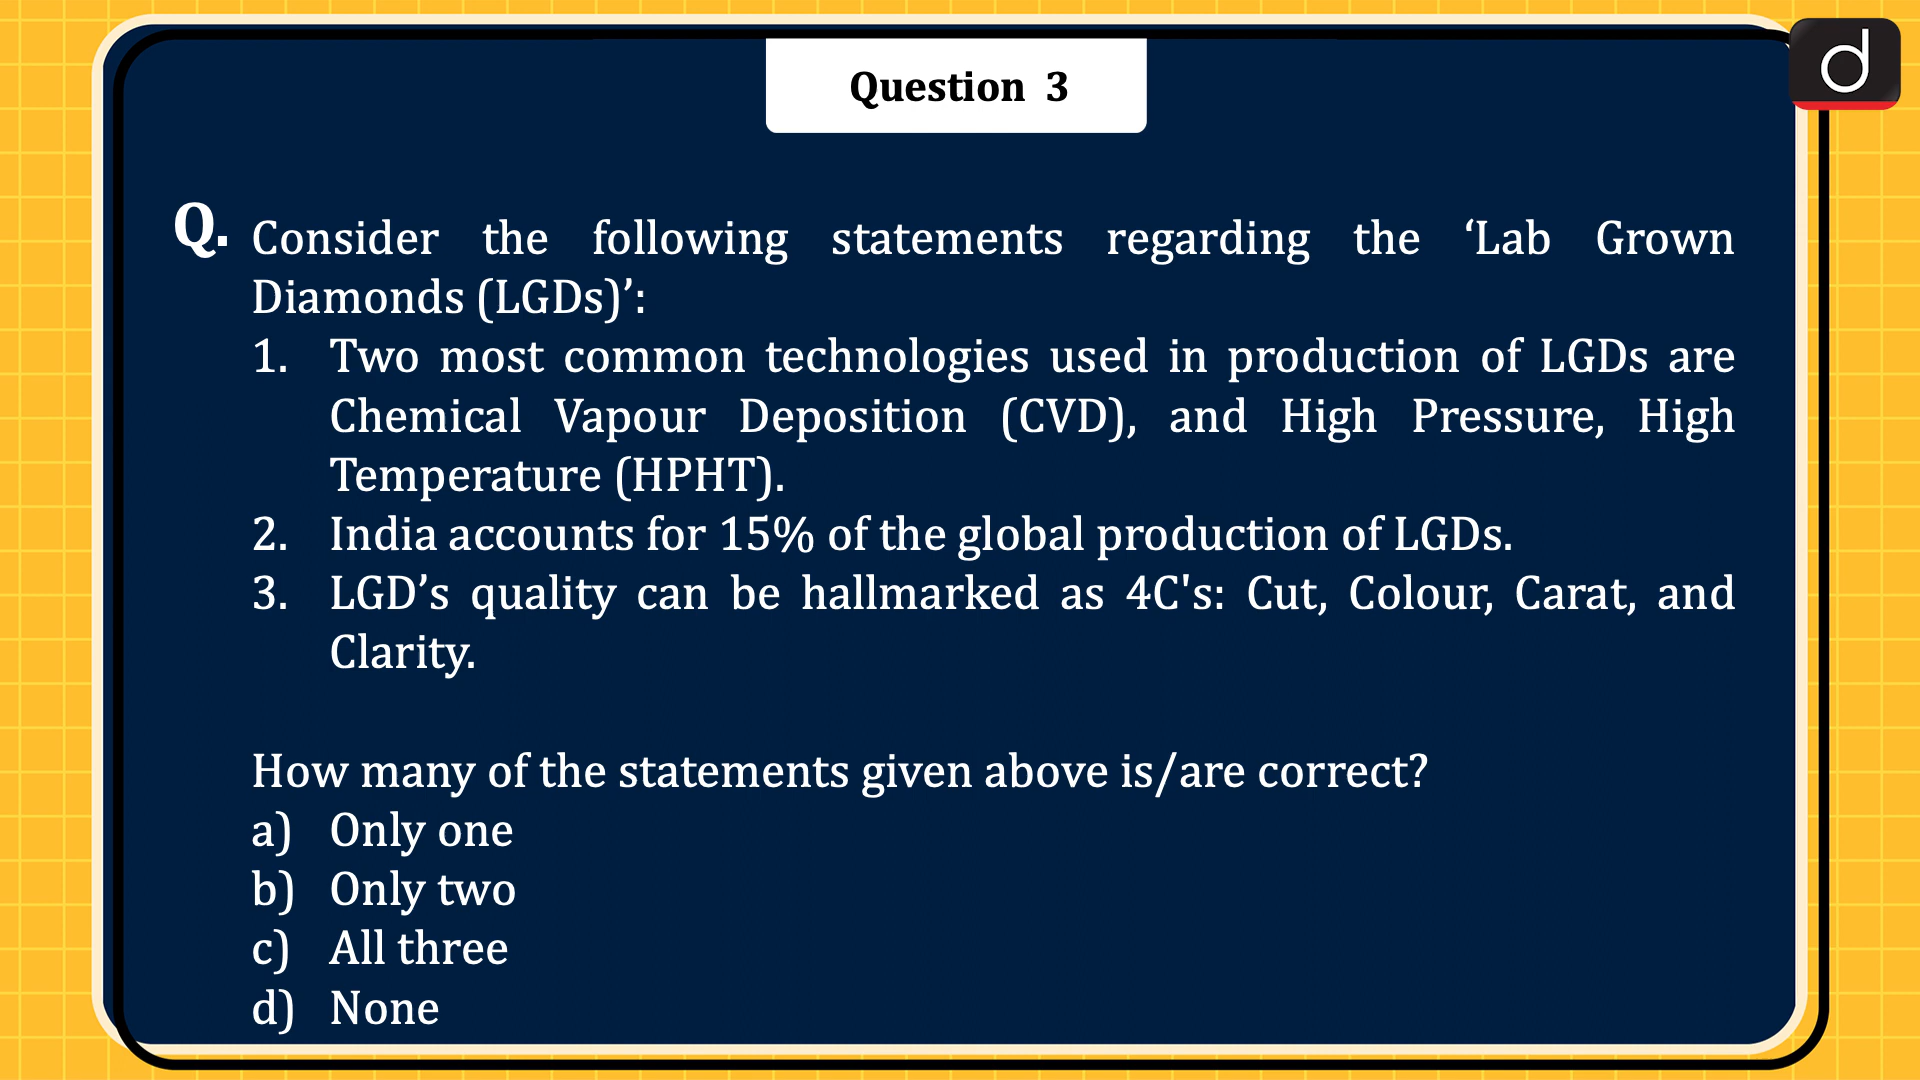 Question 3
d
Q. Consider the following statements regarding the ‘Lab Grown
Diamonds (LGDs)’:
1. Two most common technologies used in production of LGDs are
Chemical Vapour Deposition (CVD), and High Pressure, High
Temperature (HPHT).
2. India accounts for 15% of the global production of LGDs.
3. LGD’s quality can be hallmarked as 4C's: Cut, Colour, Carat, and
Clarity.
How many of the statements given above is/are correct?
a) Only one
b) Only two
c) All three
d) None